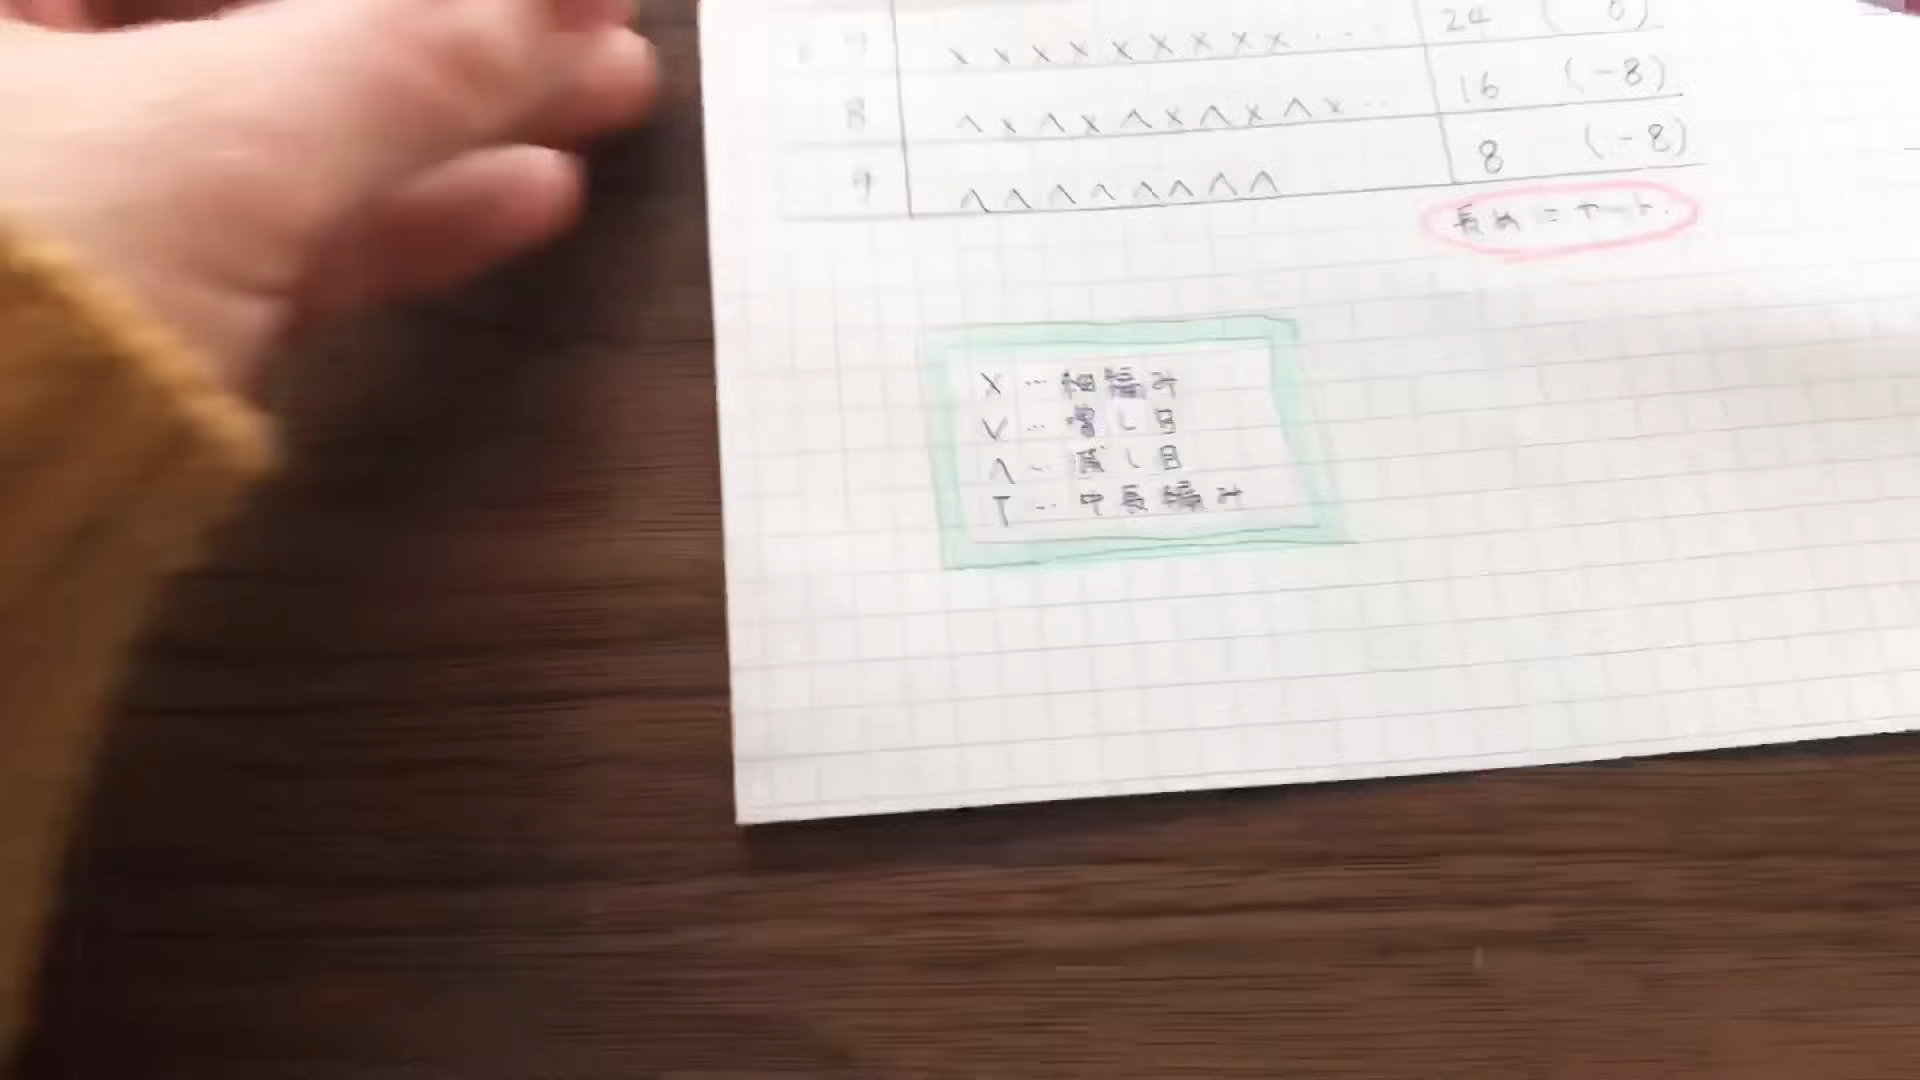 7 x x x x x x x x x ... 24 ( 0)
8 ∧ x ∧ x ∧ x ∧ x ∧ x .. 16 (-8)
9 ∧ ∧ ∧ ∧ ∧ ∧ ∧ ∧ 8 (-8)
長めにカット.
X … 細編み
V … 増し目
∧ … 減し目
T … 中長編み